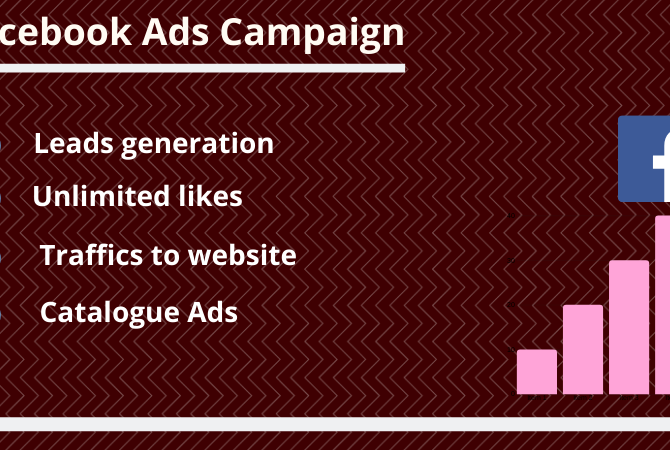 cebook Ads Campaign
Leads generation
Unlimited likes
Traffics to website
Catalogue Ads